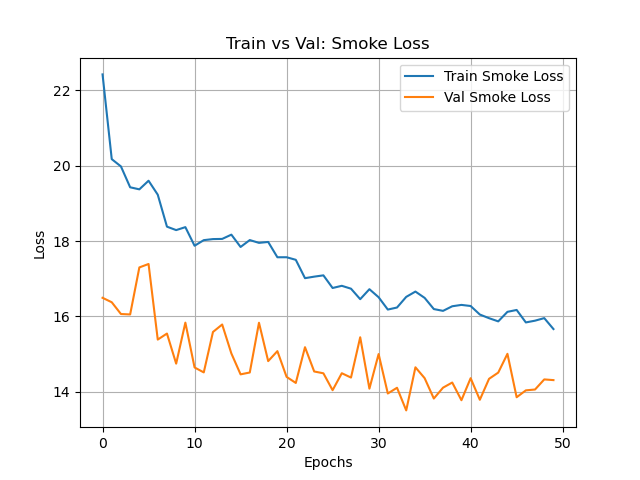 Train vs Val: Smoke Loss
Train Smoke Loss
Val Smoke Loss
Loss
22
20
18
16
14
0 10 20 30 40 50
Epochs